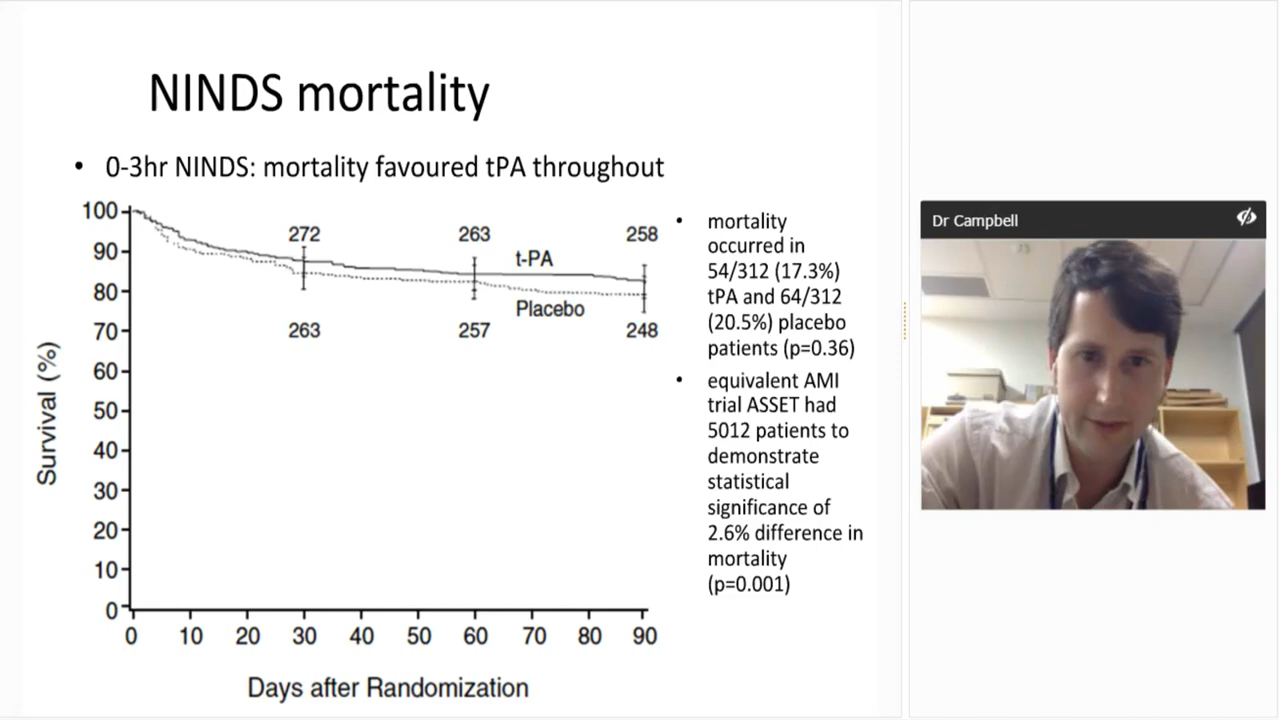 NINDS mortality
• 0-3hr NINDS: mortality favoured tPA throughout
100
90
80
70
60
50
40
30
20
10
0
Survival (%)
272
263
258
t-PA
Placebo
263
257
248
0 10 20 30 40 50 60 70 80 90
Days after Randomization
• mortality
occurred in
54/312 (17.3%)
tPA and 64/312
(20.5%) placebo
patients (p=0.36)
• equivalent AMI
trial ASSET had
5012 patients to
demonstrate
statistical
significance of
2.6% difference in
mortality
(p=0.001)
Dr Campbell